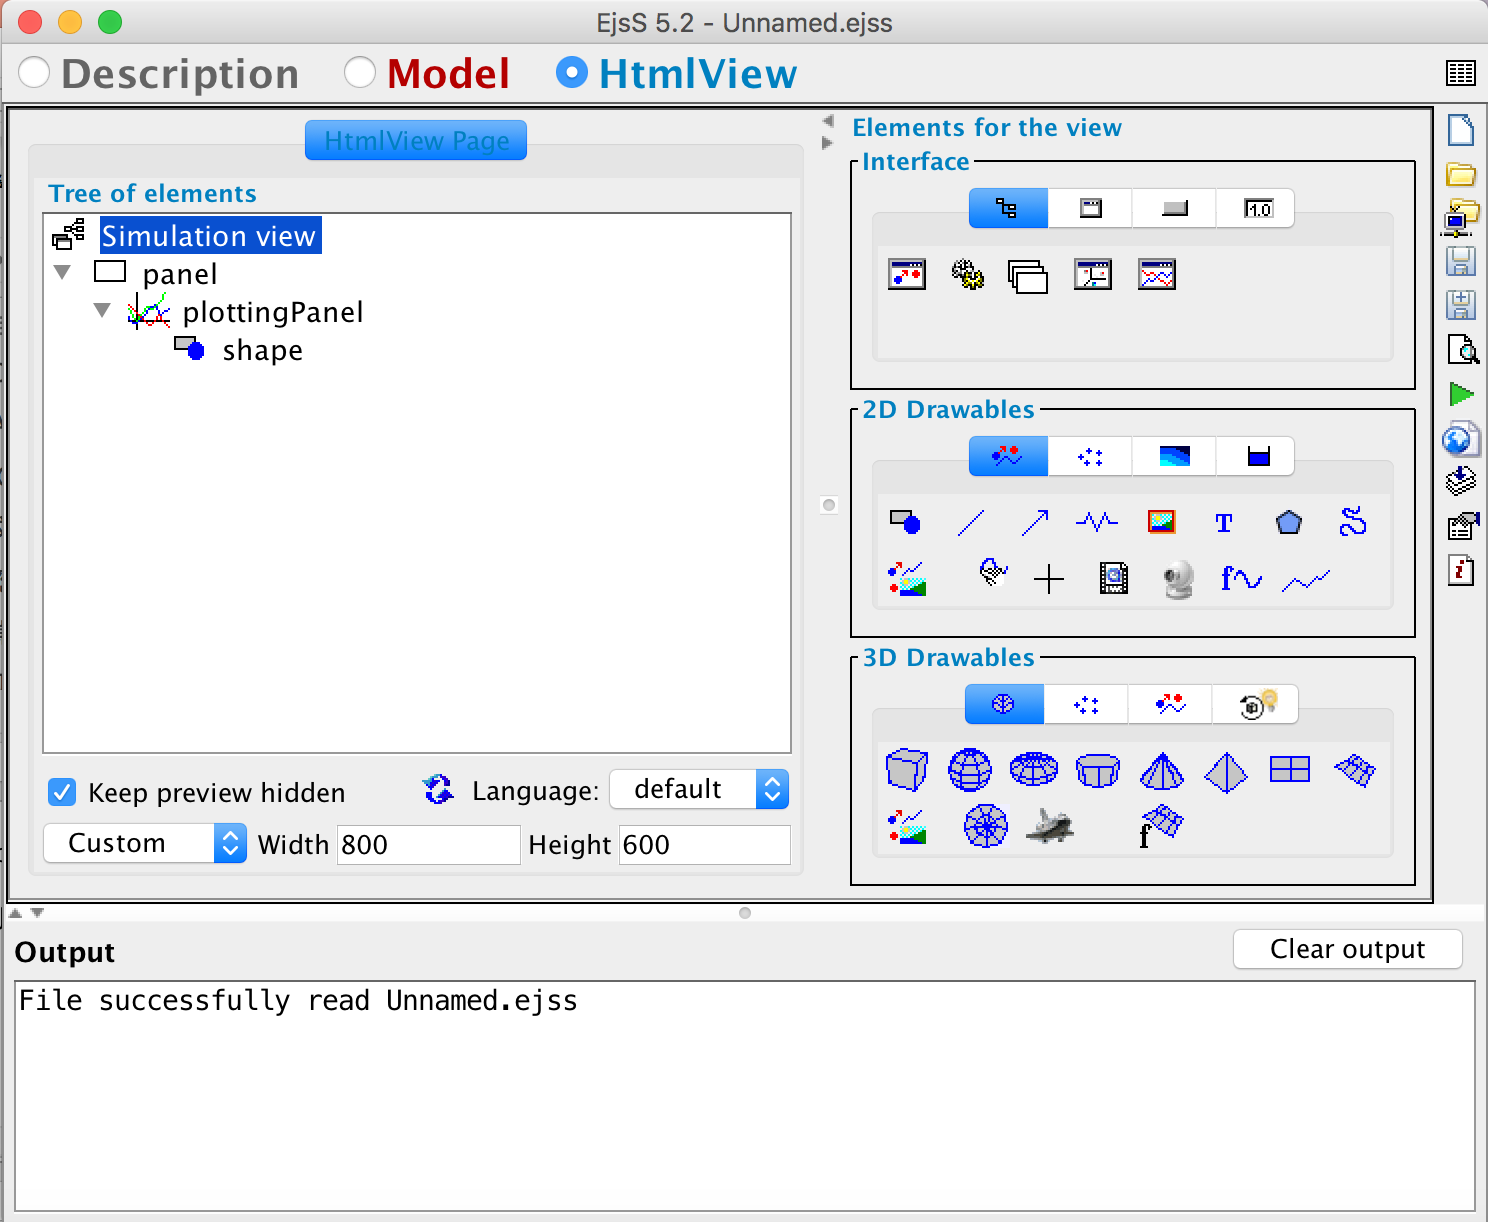 EjsS 5.2 - Unnamed.ejss
Description Model HtmlView
HtmlView Page
Tree of elements
Simulation view
panel
plottingPanel
shape
Keep preview hidden Language: default
Custom Width 800 Height 600
Elements for the view
Interface
1.0
2D Drawables
T
f
3D Drawables
f
i
Output Clear output
File successfully read Unnamed.ejss